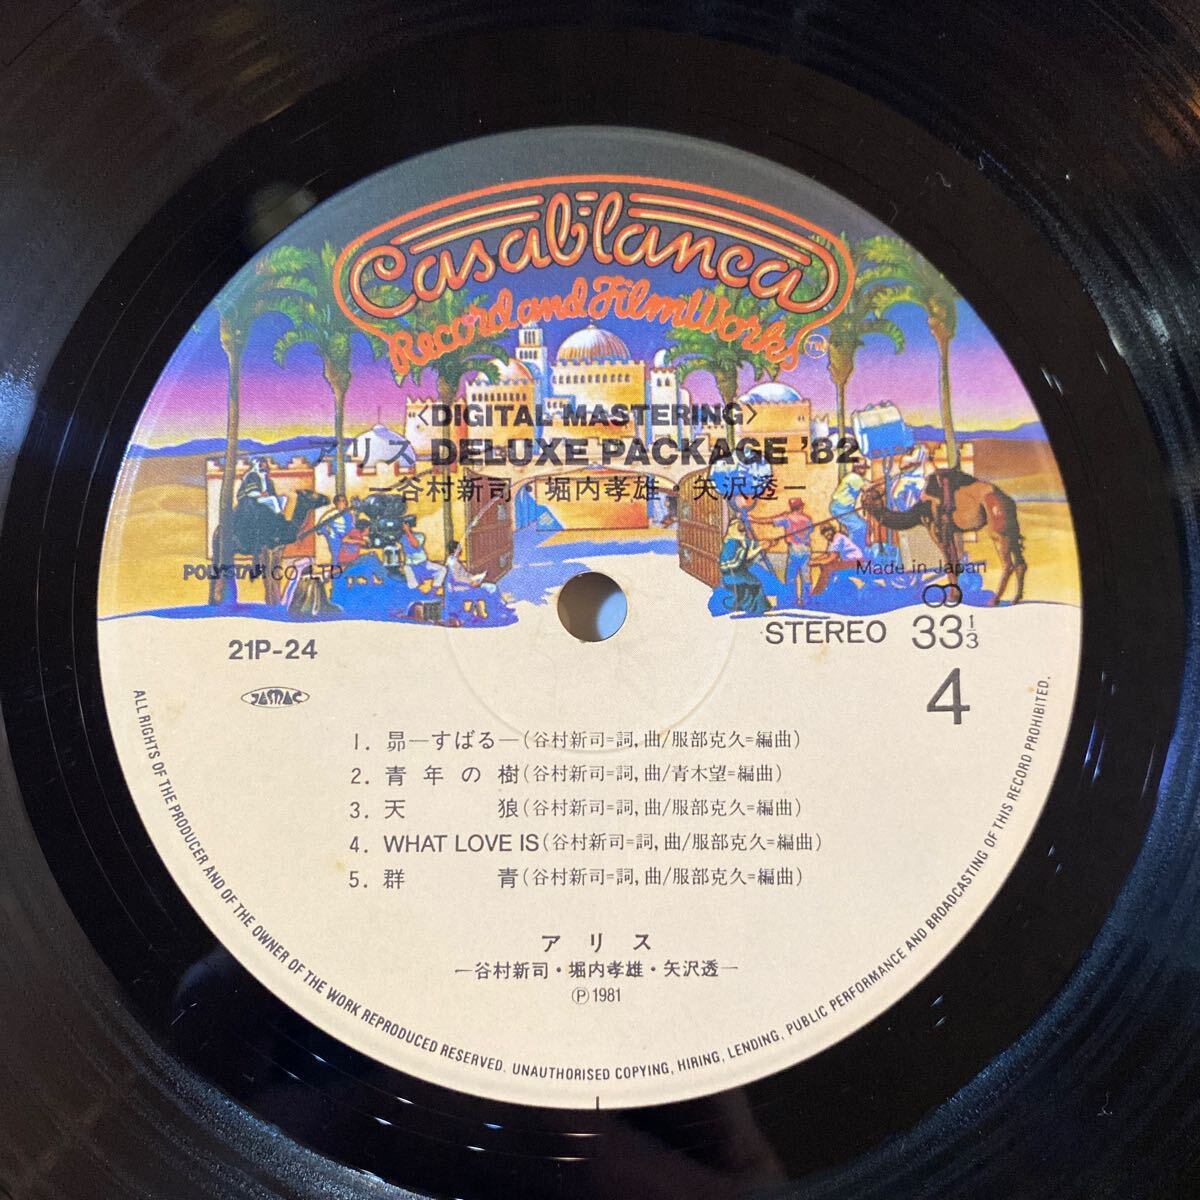 Casablanca
Record and FilmWorks TM
〈DIGITAL MASTERING〉
アリス DELUXE PACKAGE '82
—谷村新司・堀内孝雄・矢沢透—
POLYSTAR CO., LTD.
Made in Japan
21P-24
STEREO 33 1/3
JASRAC
4
1. 昴—すばる—(谷村新司=詞,曲/服部克久=編曲)
2. 青年の樹(谷村新司=詞,曲/青木望=編曲)
3. 天狼(谷村新司=詞,曲/服部克久=編曲)
4. WHAT LOVE IS(谷村新司=詞,曲/服部克久=編曲)
5. 群青(谷村新司=詞,曲/服部克久=編曲)
アリス
—谷村新司・堀内孝雄・矢沢透—
Ⓟ1981
ALL RIGHTS OF THE PRODUCER AND OF THE OWNER OF THE WORK REPRODUCED RESERVED. UNAUTHORISED COPYING, HIRING, LENDING, PUBLIC PERFORMANCE AND BROADCASTING OF THIS RECORD PROHIBITED.